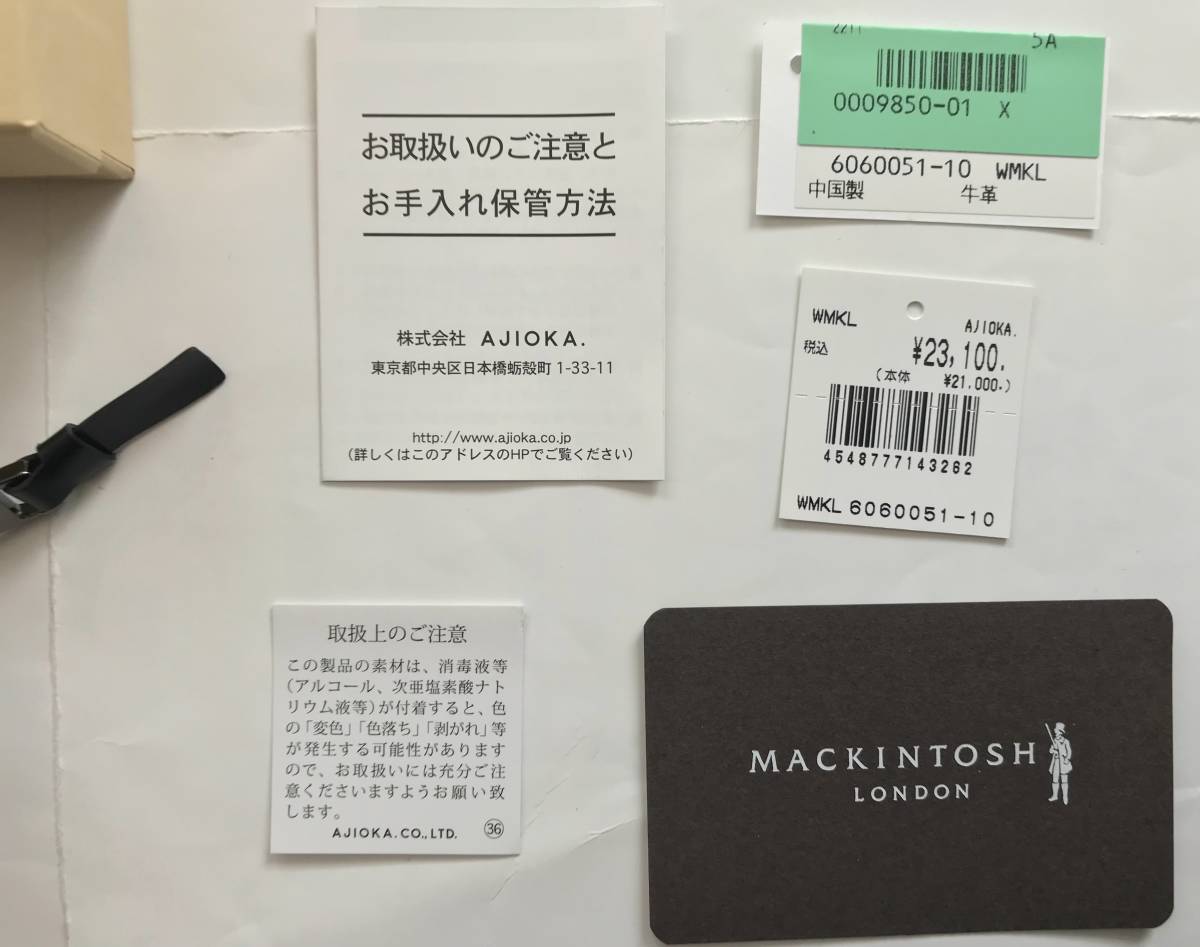 お取扱いのご注意と
お手入れ保管方法
株式会社 AJIOKA.
東京都中央区日本橋蛎殻町 1-33-11
http://www.ajioka.co.jp
（詳しくはこのアドレスのHPでご覧ください）
5A
0009850-01 X
6060051-10 WMKL
中国製 牛革
WMKL AJIOKA.
税込 ¥23,100.
(本体 ¥21,000.)
4548777143262
WMKL 6060051-10
取扱上のご注意
この製品の素材は、消毒液等
（アルコール、次亜塩素酸ナト
リウム液等）が付着すると、色
の「変色」「色落ち」「剥がれ」等
が発生する可能性があります
ので、お取扱いには充分ご注
意くださいますようお願い致
します。
AJIOKA.CO.,LTD. ㊱
MACKINTOSH
LONDON